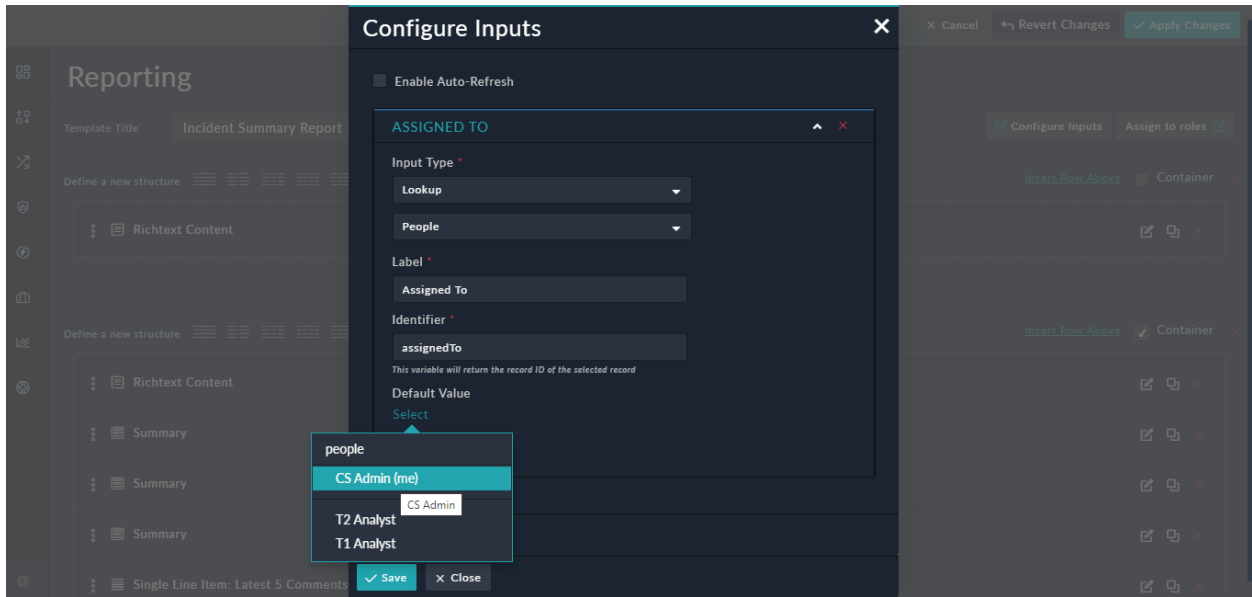 Configure Inputs
Cancel
Revert Changes
Apply Changes
Reporting
Enable Auto-Refresh
Template Title*
Incident Summary Report
Configure Inputs
Assign to roles
ASSIGNED TO
Input Type *
Lookup
People
Label *
Assigned To
Identifier *
assignedTo
This variable will return the record ID of the selected record
Default Value
Select
people
CS Admin (me)
CS Admin
T2 Analyst
T1 Analyst
Save
Close
Define a new structure
Insert Row Above
Container
Richtext Content
Define a new structure
Insert Row Above
Container
Richtext Content
Summary
Summary
Summary
Single Line Item: Latest 5 Comments